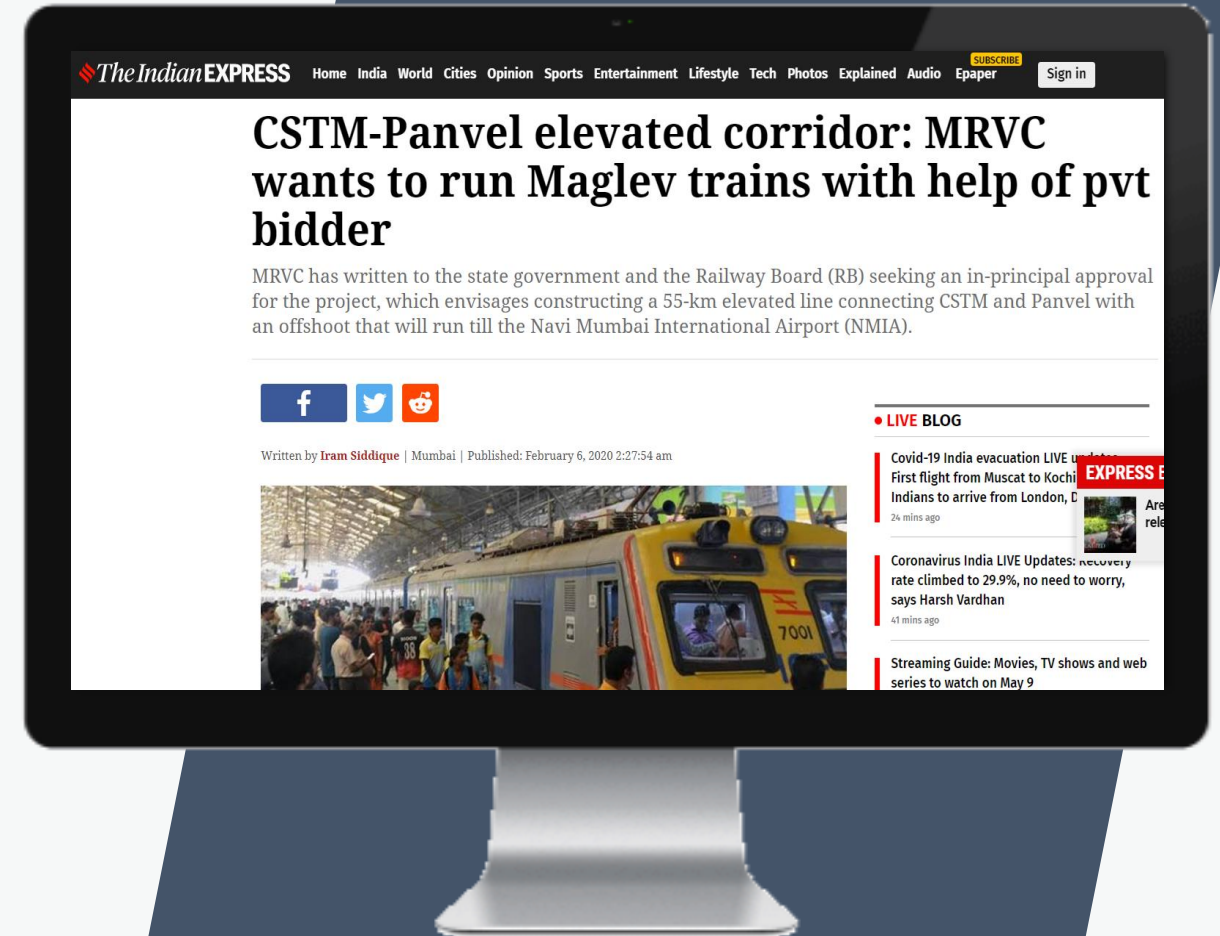 The Indian EXPRESS
Home India World Cities Opinion Sports Entertainment Lifestyle Tech Photos Explained Audio Epaper
SUBSCRIBE
Sign in
CSTM-Panvel elevated corridor: MRVC
wants to run Maglev trains with help of pvt
bidder
MRVC has written to the state government and the Railway Board (RB) seeking an in-principal approval
for the project, which envisages constructing a 55-km elevated line connecting CSTM and Panvel with
an offshoot that will run till the Navi Mumbai International Airport (NMIA).
Written by Iram Siddique | Mumbai | Published: February 6, 2020 2:27:54 am
38
7001
LIVE BLOG
Covid-19 India evacuation LIVE
First flight from Muscat to Kochi
Indians to arrive from London,
24 mins ago
EXPRESS
Are
Coronavirus India LIVE Updates: Recovery
rate climbed to 29.9%, no need to worry,
says Harsh Vardhan
41 mins ago
Streaming Guide: Movies, TV shows and web
series to watch on May 9